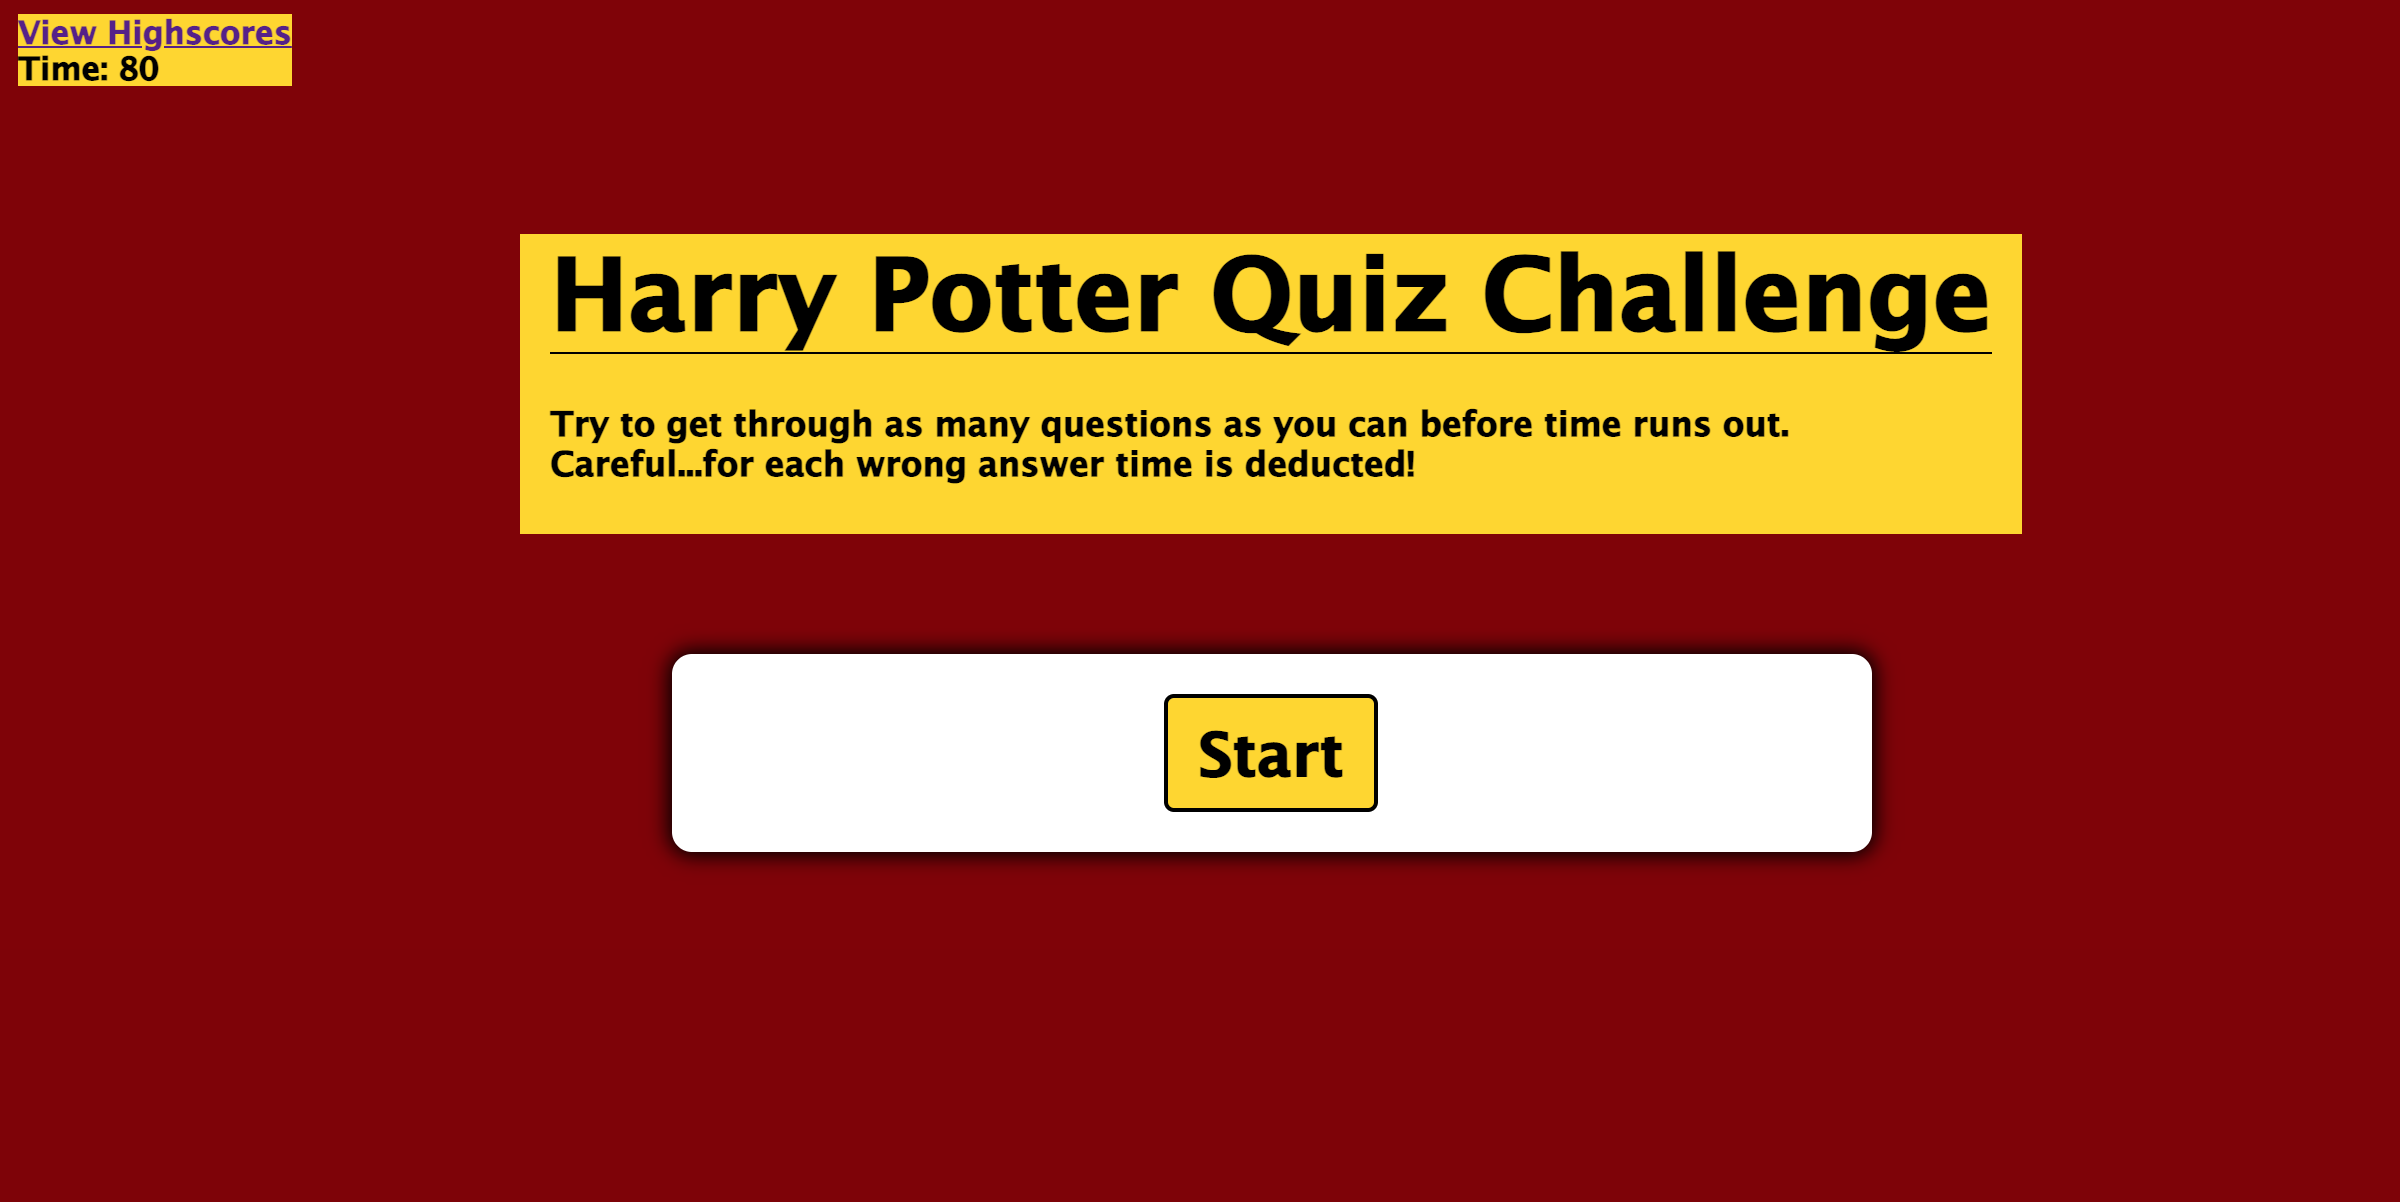 View Highscores
Time: 80
Harry Potter Quiz Challenge
Try to get through as many questions as you can before time runs out.
Careful...for each wrong answer time is deducted!
Start